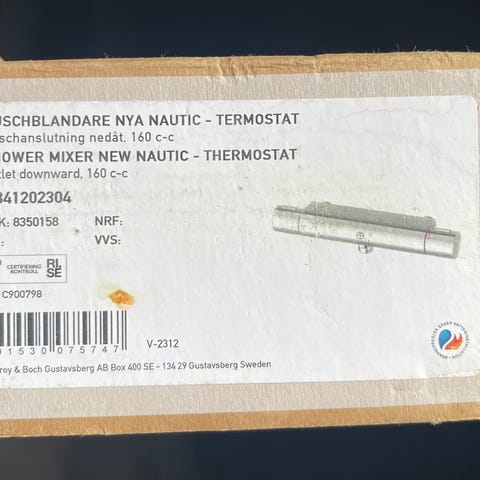 USCHBLANDARE NYA NAUTIC - TERMOSTAT
schanslutning nedåt, 160 c-c
OWER MIXER NEW NAUTIC - THERMOSTAT
tlet downward, 160 c-c
341202304
K: 8350158 NRF:
: VVS:
CERTIFIERING KONTROLL
RI.
SE
C900798
01530 075747
V-2312
roy & Boch Gustavsberg AB Box 400 SE - 134 29 Gustavsberg Sweden